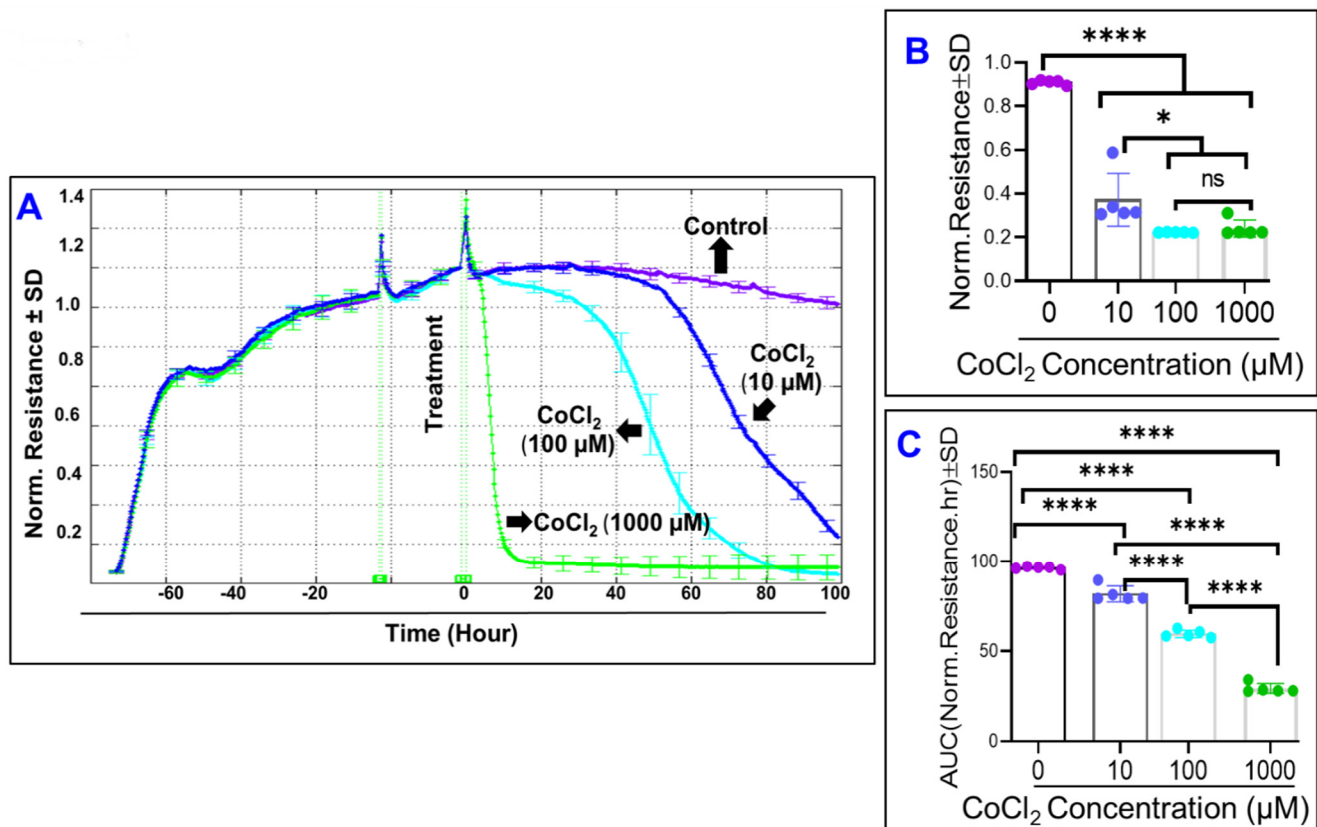 A
Norm. Resistance ± SD
1.4
1.2
1.0
0.8
0.6
0.4
0.2
Treatment
Control
CoCl₂
(10 µM)
CoCl₂
(100 µM)
CoCl₂ (1000 µM)
-60 -40 -20 0 20 40 60 80 100
Time (Hour)
B
Norm.Resistance±SD
1.0
0.8
0.6
0.4
0.2
0.0
****
*
ns
0 10 100 1000
CoCl₂ Concentration (µM)
C
AUC(Norm.Resistance.hr)±SD
150
100
50
0
****
****
**** ****
**** ****
0 10 100 1000
CoCl₂ Concentration (µM)